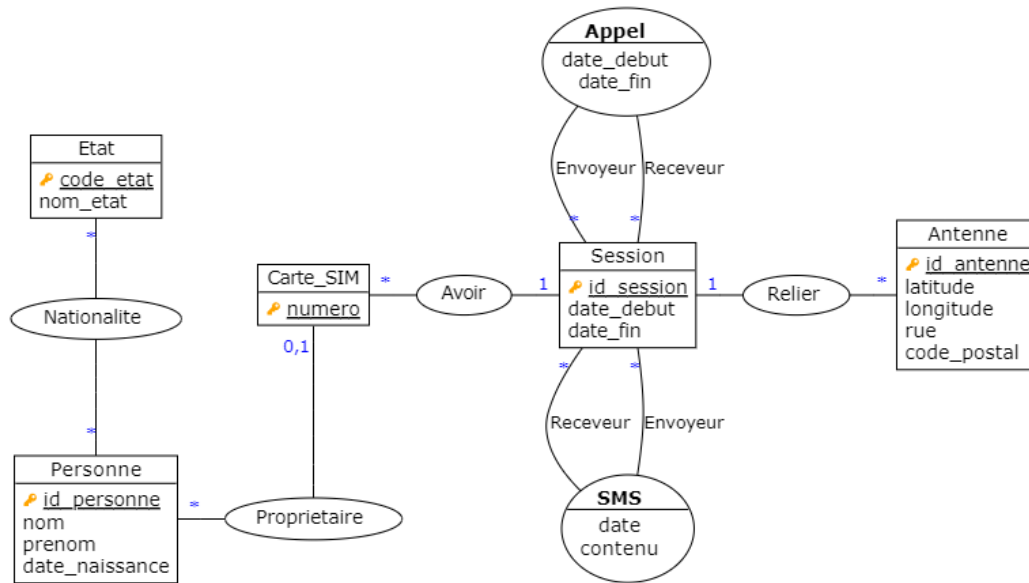 Appel
date_debut
date_fin
Envoyeur
Receveur
*
*
Etat
code_etat
nom_etat
*
Nationalite
*
Personne
id_personne
nom
prenom
date_naissance
*
Proprietaire
0,1
Carte_SIM
numero
*
Avoir
1
Session
id_session
date_debut
date_fin
1
Relier
*
Antenne
id_antenne
latitude
longitude
rue
code_postal
*
*
Receveur
Envoyeur
SMS
date
contenu